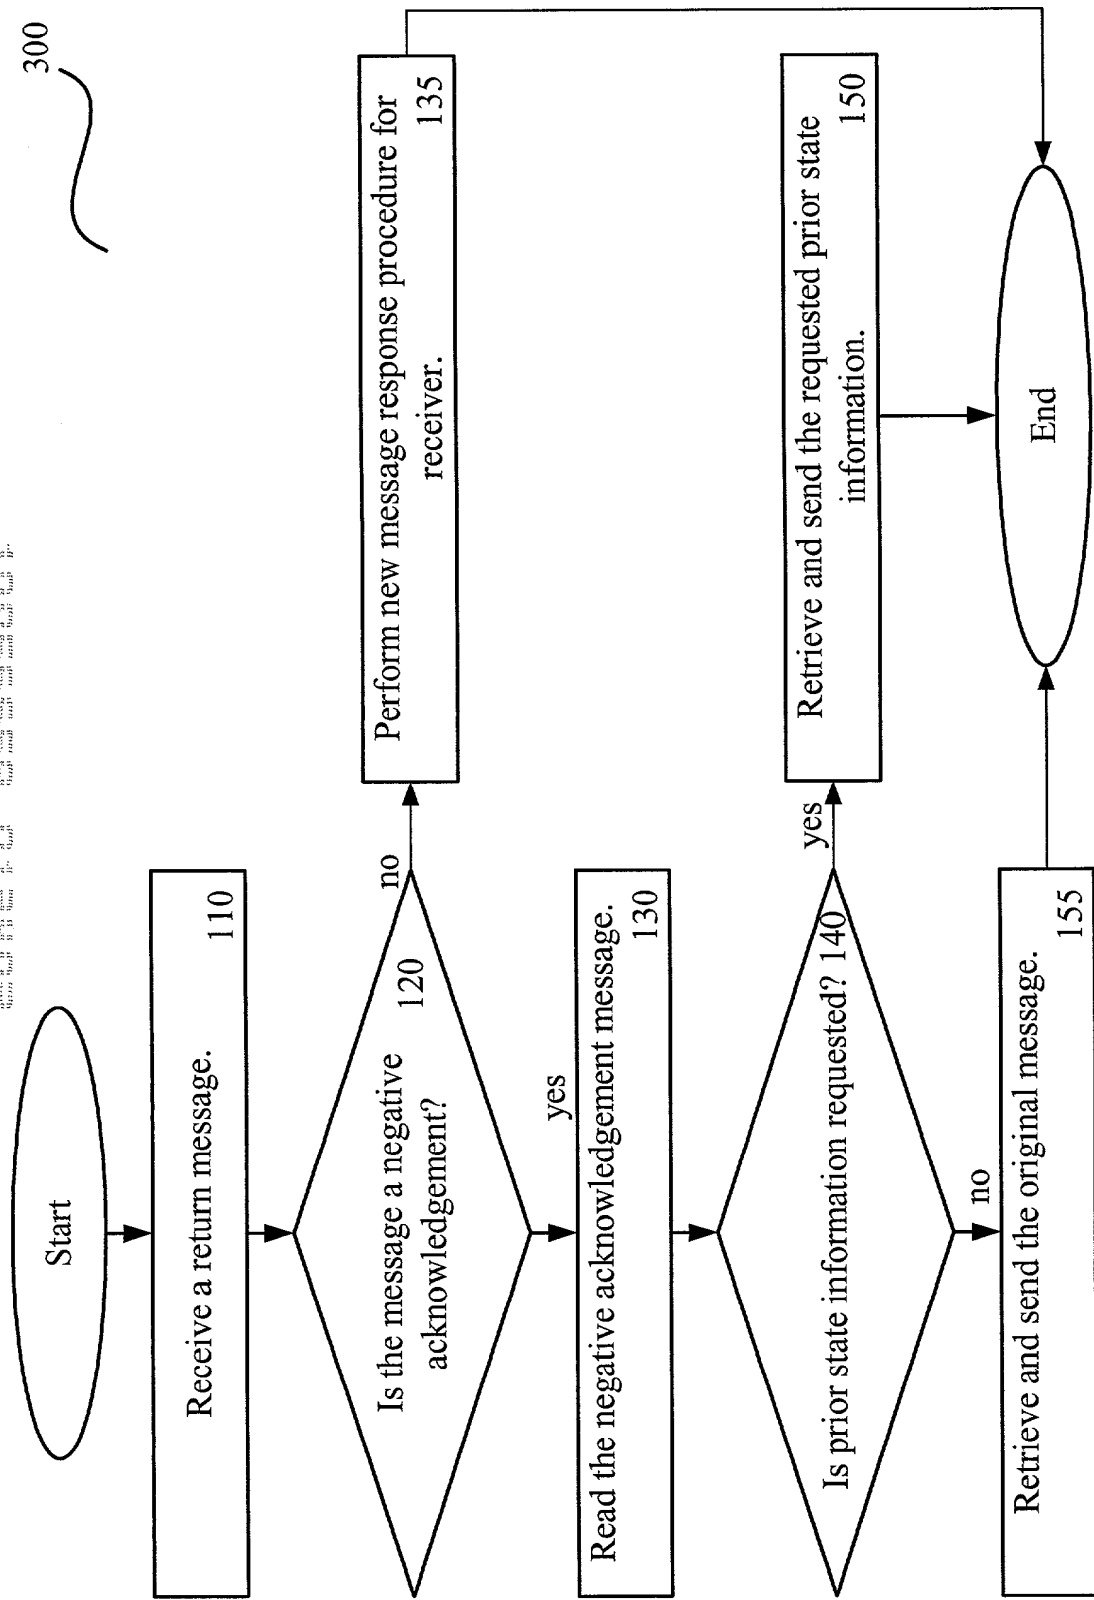 300
Start
Receive a return message.
110
Is the message a negative
acknowledgement?
120
no
Perform new message response procedure for
receiver.
135
yes
Read the negative acknowledgement message.
130
Is prior state information requested? 140
yes
Retrieve and send the requested prior state
information.
150
no
Retrieve and send the original message.
155
End